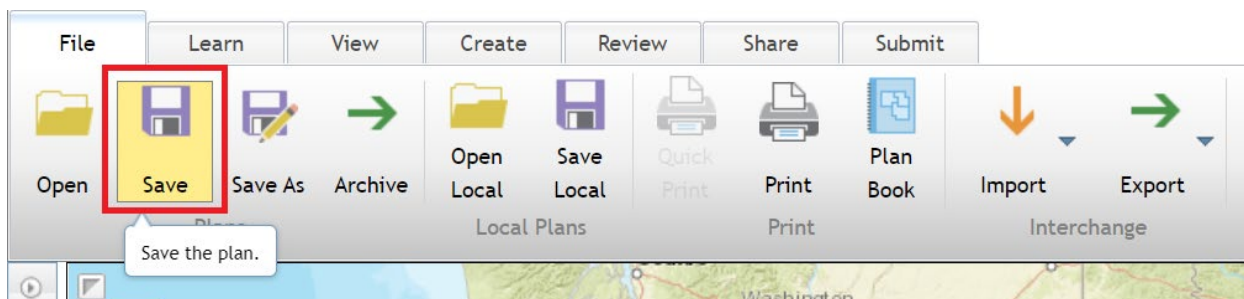 File Learn View Create Review Share Submit
Open Save Save As Archive Open Local Save Local Quick Print Print Plan Book Import Export
Plans Local Plans Print Interchange
Save the plan.
Washington